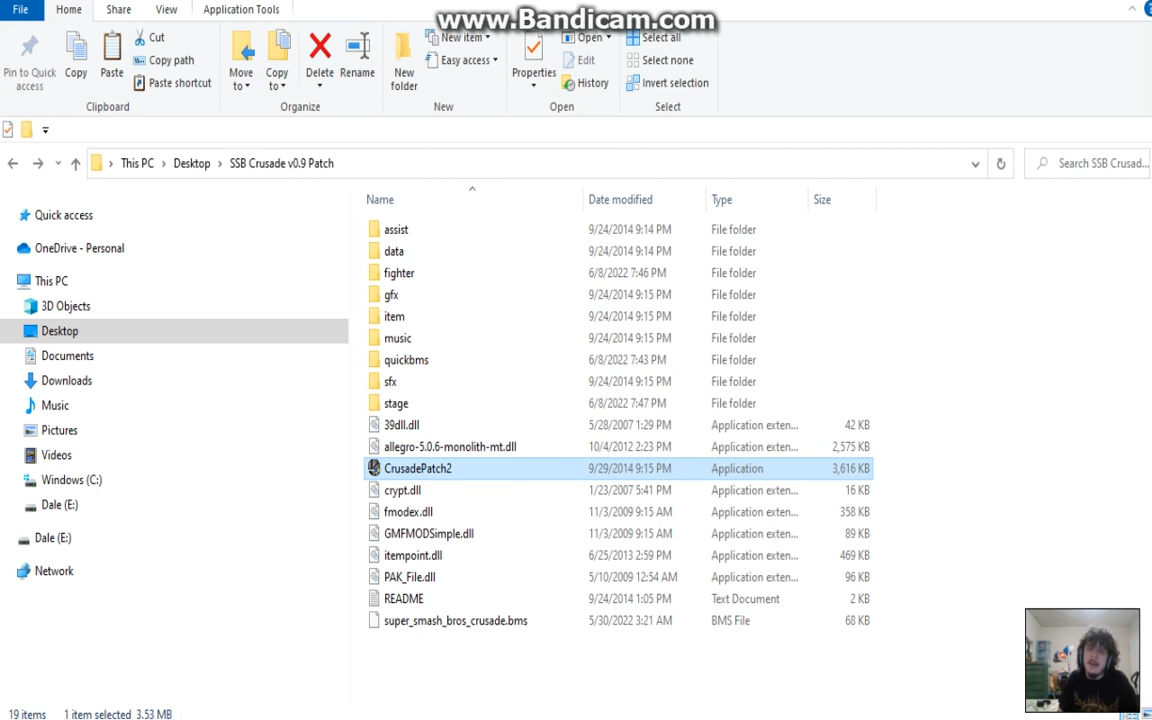 www.Bandicam.com
File Home Share View Application Tools
Pin to Quick access
Copy
Paste
Cut
Copy path
Paste shortcut
Clipboard
Move to
Copy to
Delete
Rename
Organize
New folder
New item
Easy access
New
Properties
Open
Edit
History
Open
Select all
Select none
Invert selection
Select
This PC > Desktop > SSB Crusade v0.9 Patch
Search SSB Crusad...
Quick access
OneDrive - Personal
This PC
3D Objects
Desktop
Documents
Downloads
Music
Pictures
Videos
Windows (C:)
Dale (E:)
Dale (E:)
Network
Name Date modified Type Size
assist 9/24/2014 9:14 PM File folder
data 9/24/2014 9:14 PM File folder
fighter 6/8/2022 7:46 PM File folder
gfx 9/24/2014 9:15 PM File folder
item 9/24/2014 9:15 PM File folder
music 9/24/2014 9:15 PM File folder
quickbms 6/8/2022 7:43 PM File folder
sfx 9/24/2014 9:15 PM File folder
stage 6/8/2022 7:47 PM File folder
39dll.dll 5/28/2007 1:29 PM Application exten... 42 KB
allegro-5.0.6-monolith-mt.dll 10/4/2012 2:23 PM Application exten... 2,575 KB
CrusadePatch2 9/29/2014 9:15 PM Application 3,616 KB
crypt.dll 1/23/2007 5:41 PM Application exten... 16 KB
fmodex.dll 11/3/2009 9:15 AM Application exten... 358 KB
GMFMODSimple.dll 11/3/2009 9:15 AM Application exten... 89 KB
itempoint.dll 6/25/2013 2:59 PM Application exten... 469 KB
PAK_File.dll 5/10/2009 12:54 AM Application exten... 96 KB
README 9/24/2014 1:05 PM Text Document 2 KB
super_smash_bros_crusade.bms 5/30/2022 3:21 AM BMS File 68 KB
19 items 1 item selected 3.53 MB